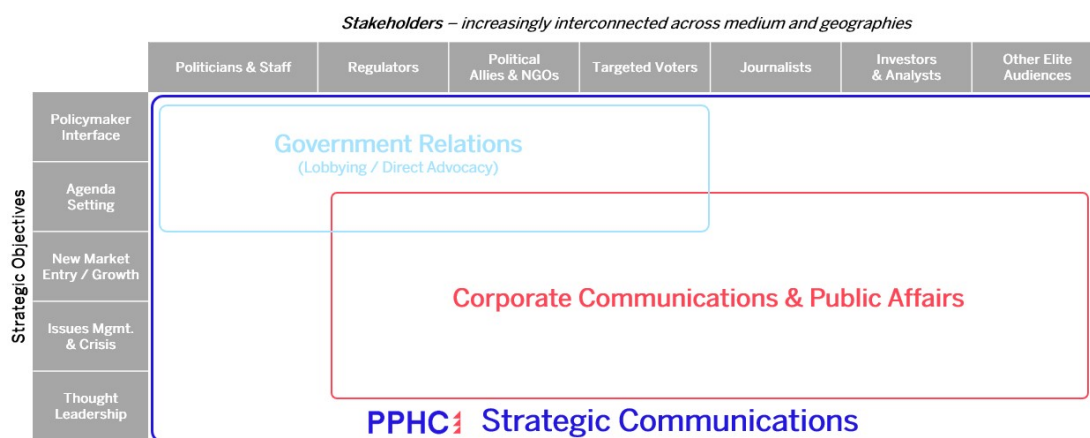 Stakeholders – increasingly interconnected across medium and geographies
Politicians & Staff
Regulators
Political
Allies & NGOs
Targeted Voters
Journalists
Investors
& Analysts
Other Elite
Audiences
Strategic Objectives
Policymaker
Interface
Agenda
Setting
New Market
Entry / Growth
Issues Mgmt.
& Crisis
Thought
Leadership
Government Relations
(Lobbying / Direct Advocacy)
Corporate Communications & Public Affairs
PPHC Strategic Communications